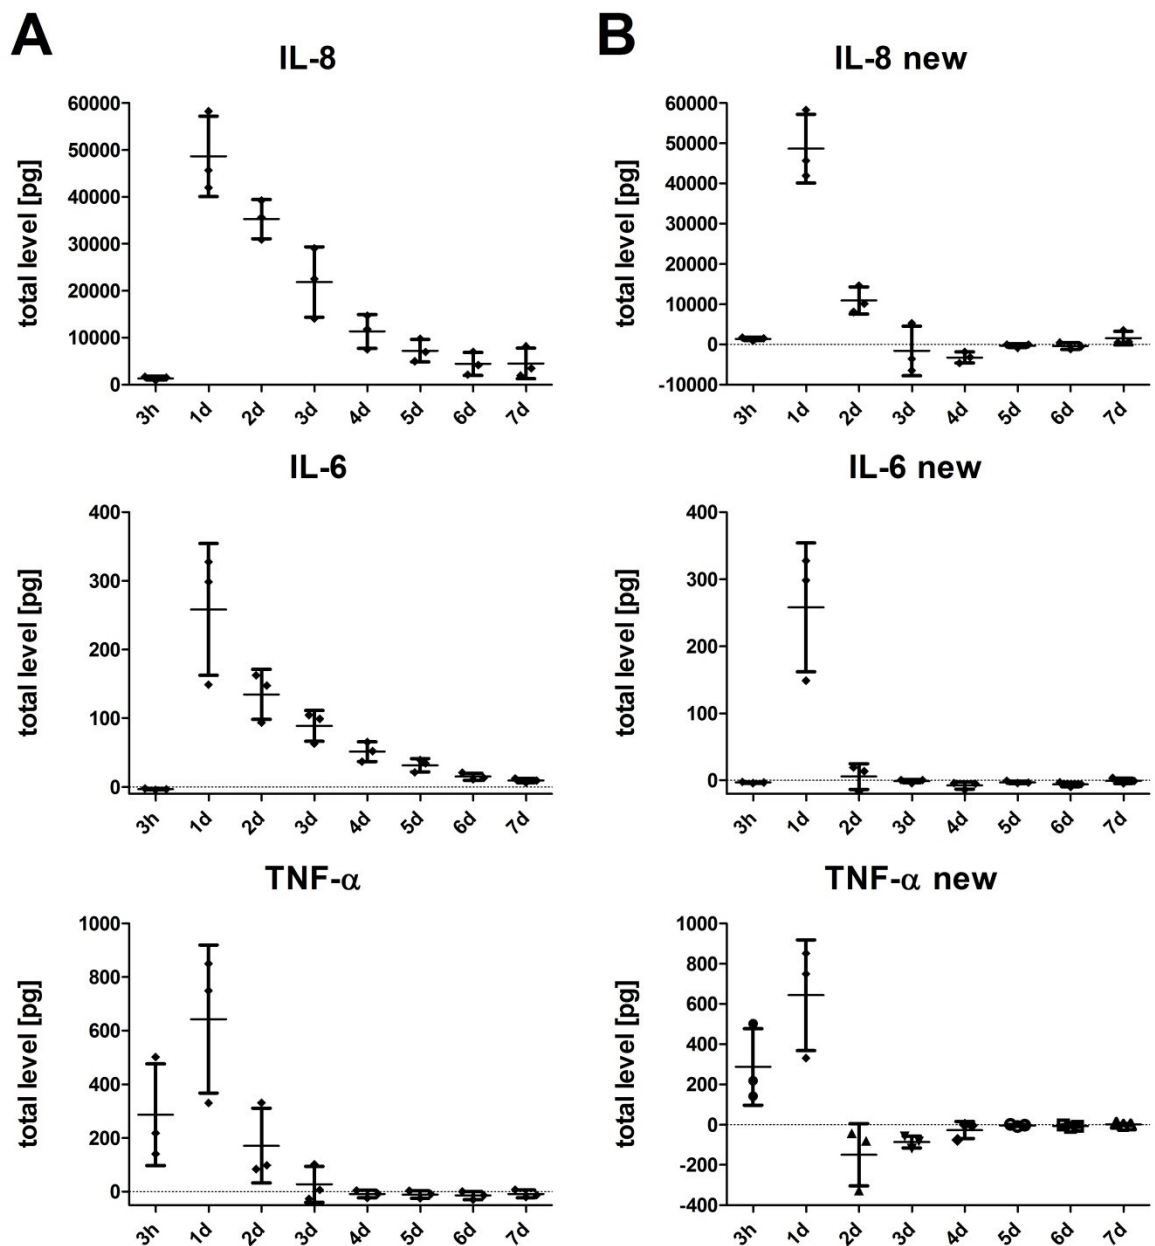 A
B
IL-8
total level [pg]
60000
50000
40000
30000
20000
10000
0
3h 1d 2d 3d 4d 5d 6d 7d
IL-8 new
total level [pg]
60000
50000
40000
30000
20000
10000
0
-10000
3h 1d 2d 3d 4d 5d 6d 7d
IL-6
total level [pg]
400
300
200
100
0
3h 1d 2d 3d 4d 5d 6d 7d
IL-6 new
total level [pg]
400
300
200
100
0
3h 1d 2d 3d 4d 5d 6d 7d
TNF-α
total level [pg]
1000
800
600
400
200
0
3h 1d 2d 3d 4d 5d 6d 7d
TNF-α new
total level [pg]
1000
800
600
400
200
0
-200
-400
3h 1d 2d 3d 4d 5d 6d 7d